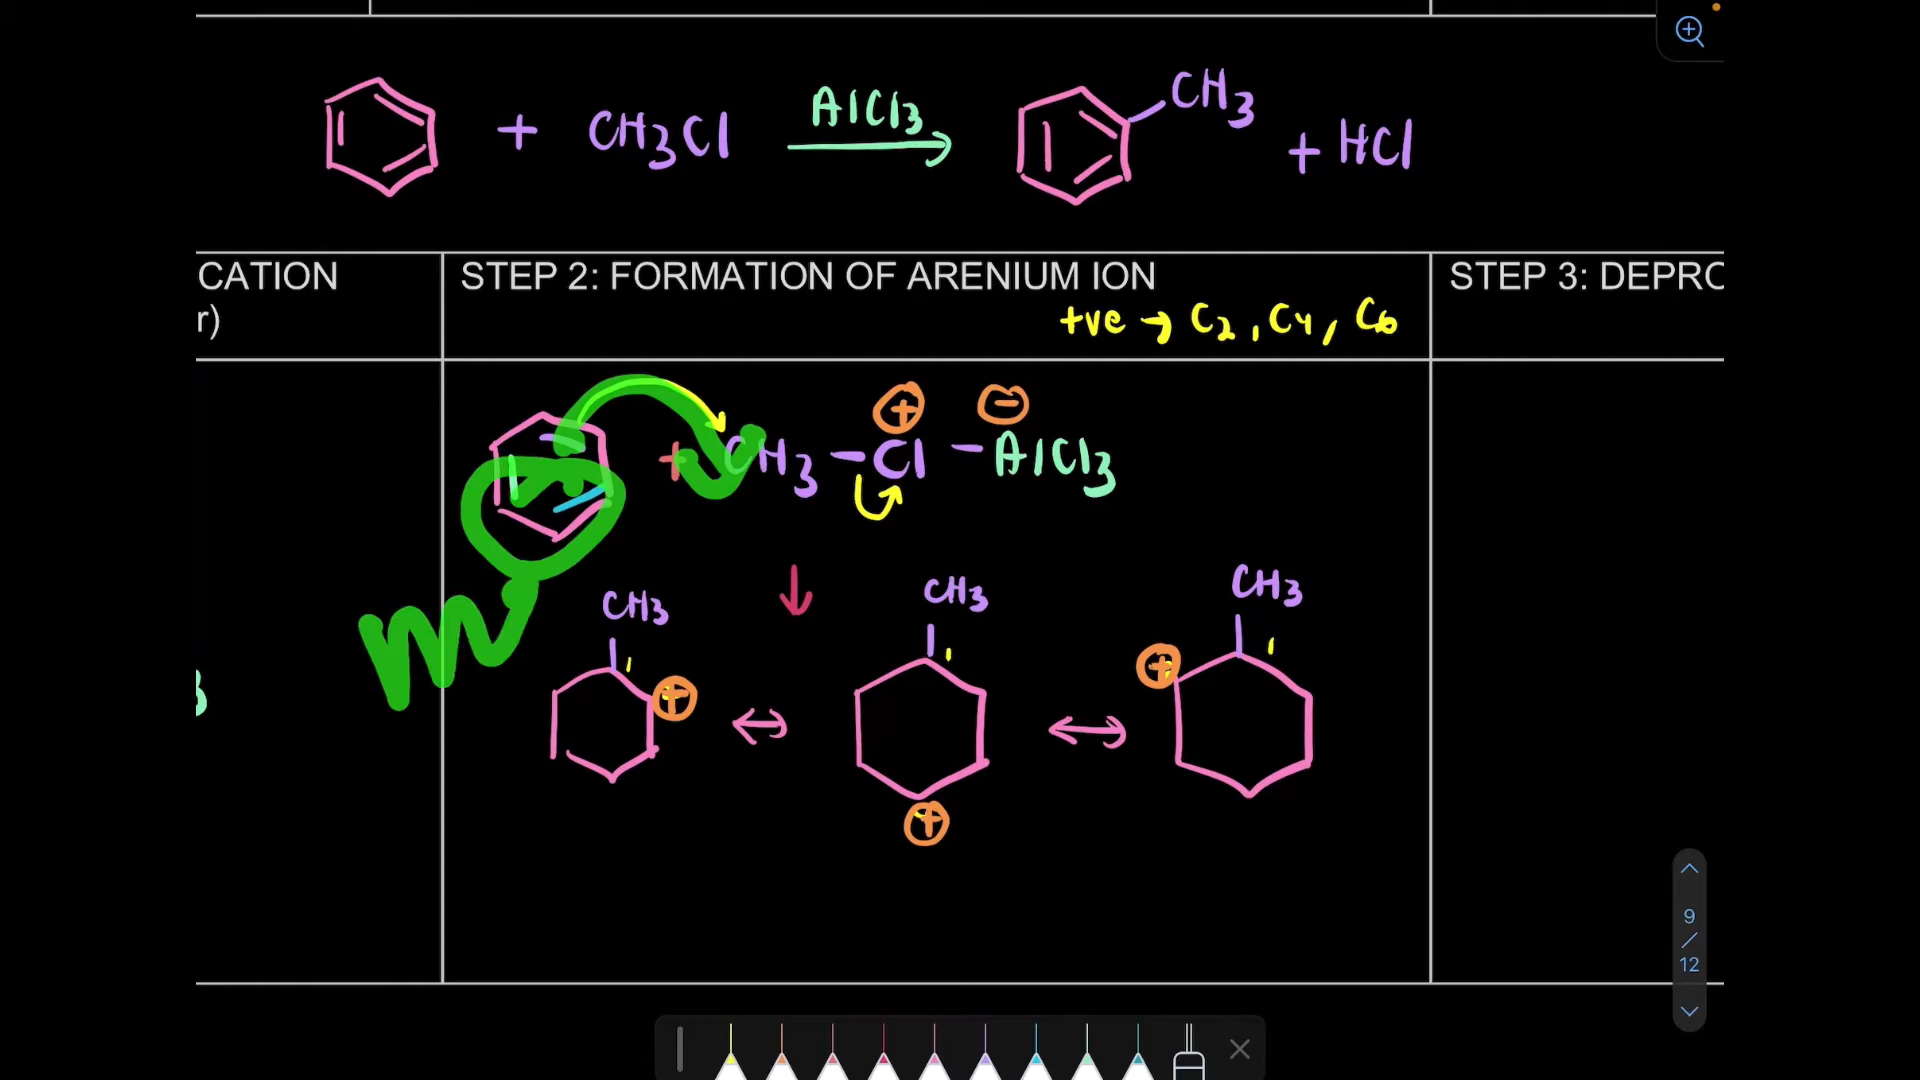 + CH3Cl AlCl3 CH3 + HCl
CATION
r)
STEP 2: FORMATION OF ARENIUM ION
+ve → C2, C4, C6
STEP 3: DEPRO
+ CH3 - Cl - AlCl3
+ -
3
CH3 CH3 CH3
+ ↔ + ↔ +
9
/
12